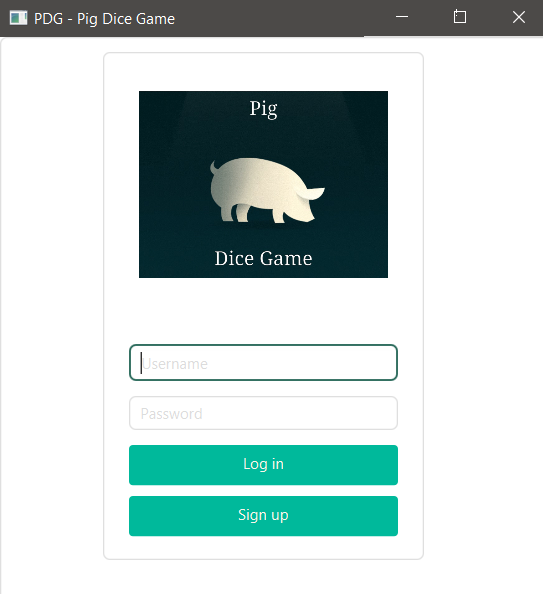 PDG - Pig Dice Game
Pig
Dice Game
Username
Password
Log in
Sign up